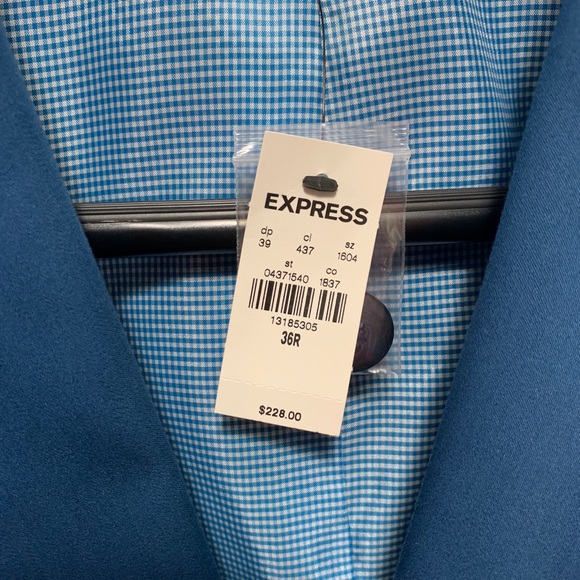 EXPRESS
dp cl sz
39 437 1604
st co
04371540 1837
13185305
36R
$228.00